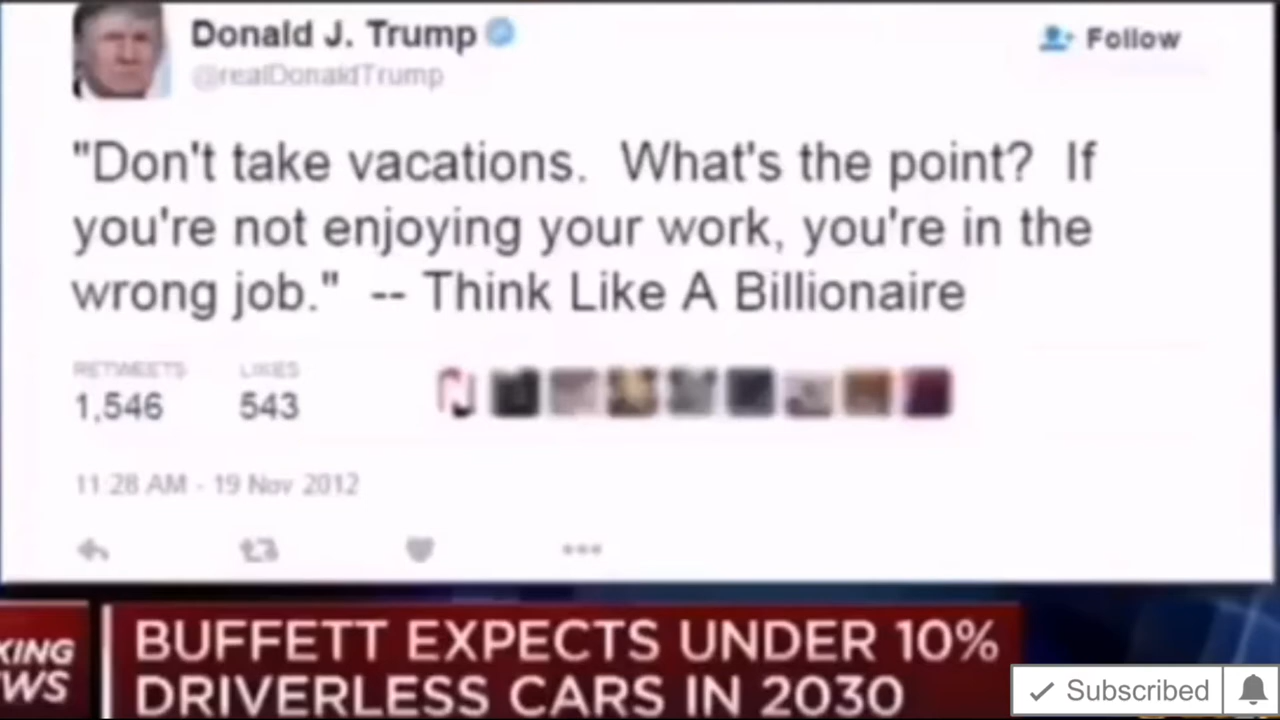 Donald J. Trump
Follow
@realDonaldTrump
"Don't take vacations. What's the point? If
you're not enjoying your work, you're in the
wrong job." -- Think Like A Billionaire
RETWEETS LIKES
1,546 543
11:28 AM - 19 Nov 2012
KING
WS
BUFFETT EXPECTS UNDER 10%
DRIVERLESS CARS IN 2030
Subscribed